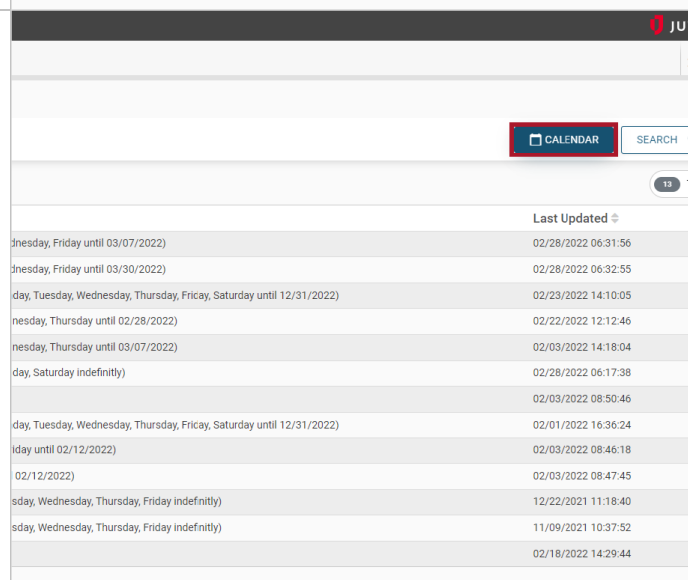 JU
CALENDAR SEARCH
13
Last Updated
dnesday, Friday until 03/07/2022) 02/28/2022 06:31:56
dnesday, Friday until 03/30/2022) 02/28/2022 06:32:55
day, Tuesday, Wednesday, Thursday, Fricay, Saturday until 12/31/2022) 02/23/2022 14:10:05
nesday, Thursday until 02/28/2022) 02/22/2022 12:12:46
nesday, Thursday until 03/07/2022) 02/03/2022 14:18:04
day, Saturday indefinitly) 02/28/2022 06:17:38
02/03/2022 08:50:46
day, Tuesday, Wednesday, Thursday, Fricay, Saturday until 12/31/2022) 02/01/2022 16:36:24
iday until 02/12/2022) 02/03/2022 08:46:18
02/12/2022) 02/03/2022 08:47:45
sday, Wednesday, Thursday, Friday indefinitly) 12/22/2021 11:18:40
sday, Wednesday, Thursday, Friday indefinitly) 11/09/2021 10:37:52
02/18/2022 14:29:44